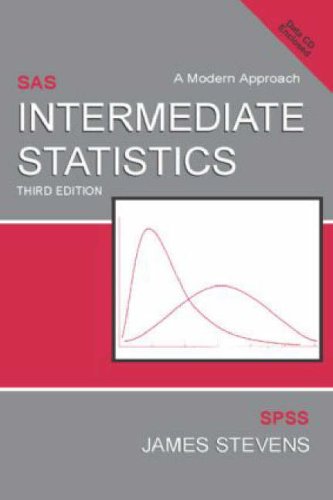 Data CD
Enclosed
SAS
A Modern Approach
INTERMEDIATE
STATISTICS
THIRD EDITION
SPSS
JAMES STEVENS